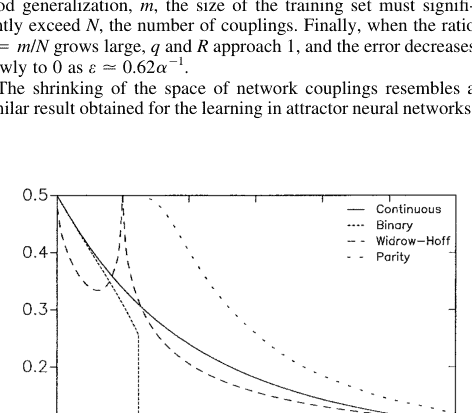 od generalization, m, the size of the training set must signifi-
ntly exceed N, the number of couplings. Finally, when the ratio
= m/N grows large, q and R approach 1, and the error decreases
wly to 0 as ε ≃ 0.62α⁻¹.
The shrinking of the space of network couplings resembles a
milar result obtained for the learning in attractor neural networks
0.5
Continuous
Binary
Widrow-Hoff
Parity
0.4
0.3
0.2